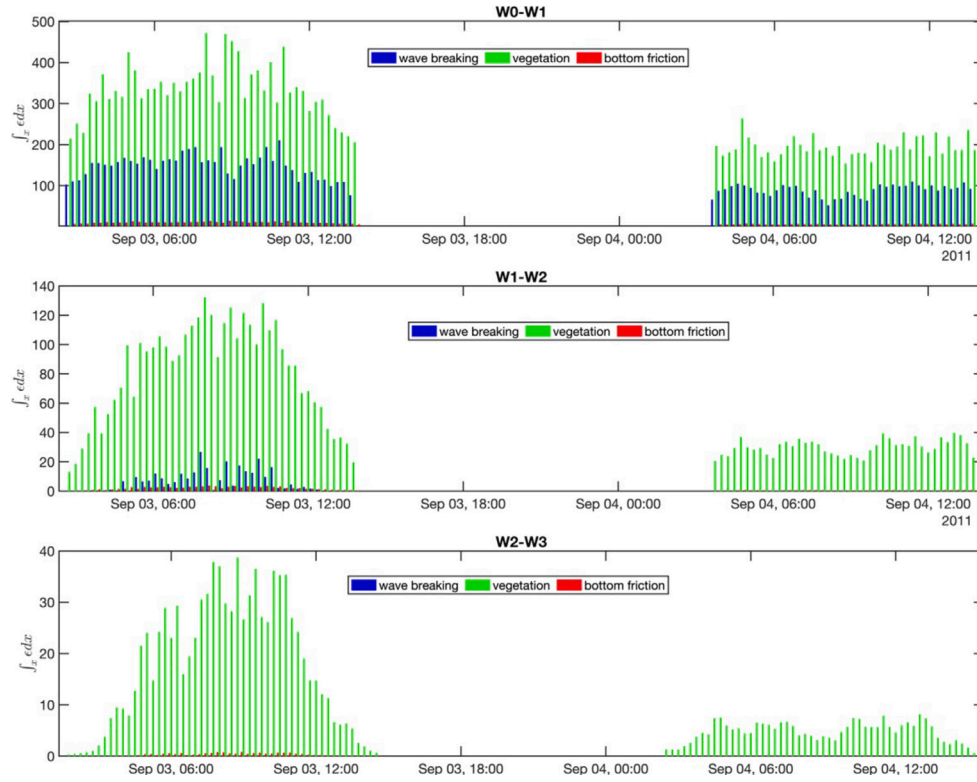 W0-W1
500
wave breaking vegetation bottom friction
400
300
∫ₓ ϵdx
200
100
Sep 03, 06:00 Sep 03, 12:00 Sep 03, 18:00 Sep 04, 00:00 Sep 04, 06:00 Sep 04, 12:00
2011
W1-W2
140
120
wave breaking vegetation bottom friction
100
80
∫ₓ ϵdx
60
40
20
0
Sep 03, 06:00 Sep 03, 12:00 Sep 03, 18:00 Sep 04, 00:00 Sep 04, 06:00 Sep 04, 12:00
2011
W2-W3
40
wave breaking vegetation bottom friction
30
∫ₓ ϵdx
20
10
0
Sep 03, 06:00 Sep 03, 12:00 Sep 03, 18:00 Sep 04, 00:00 Sep 04, 06:00 Sep 04, 12:00